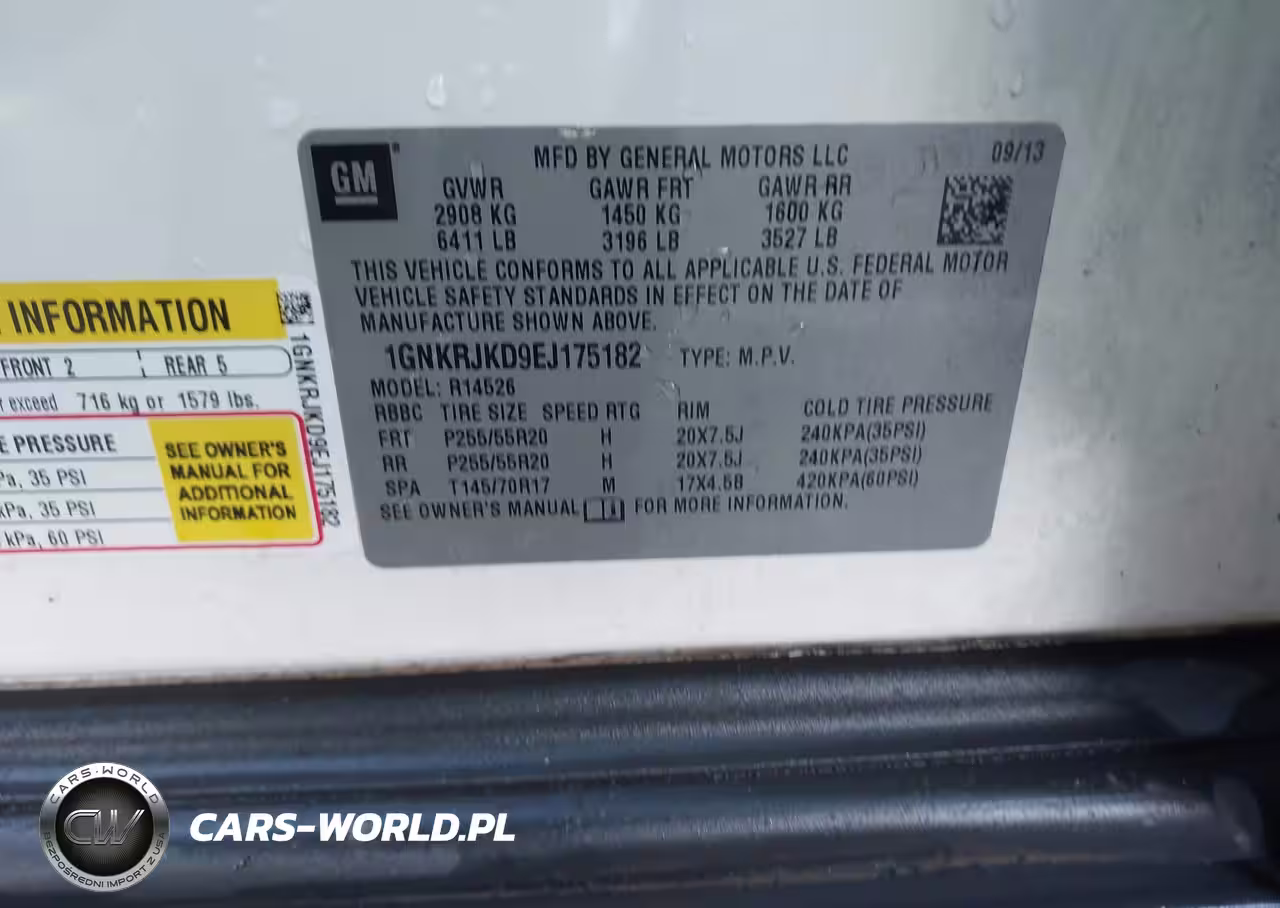 GM®
MFD BY GENERAL MOTORS LLC 09/13
GVWR GAWR FRT GAWR RR
2908 KG 1450 KG 1600 KG
6411 LB 3196 LB 3527 LB
THIS VEHICLE CONFORMS TO ALL APPLICABLE U.S. FEDERAL MOTOR
VEHICLE SAFETY STANDARDS IN EFFECT ON THE DATE OF
MANUFACTURE SHOWN ABOVE.
1GNKRJKD9EJ175182 TYPE: M.P.V.
MODEL: R14526
RBBC TIRE SIZE SPEED RTG RIM COLD TIRE PRESSURE
FRT P255/55R20 H 20X7.5J 240KPA(35PSI)
RR P255/55R20 H 20X7.5J 240KPA(35PSI)
SPA T145/70R17 M 17X4.5B 420KPA(60PSI)
SEE OWNER'S MANUAL FOR MORE INFORMATION.
INFORMATION
FRONT 2 REAR 5
exceed 716 kg or 1579 lbs.
PRESSURE
35 PSI
kPa, 35 PSI
kPa, 60 PSI
SEE OWNER'S
MANUAL FOR
ADDITIONAL
INFORMATION
1GNKRJKD9EJ175182
CARS-WORLD
CW
BEZPOŚREDNI IMPORT Z USA
CARS-WORLD.PL